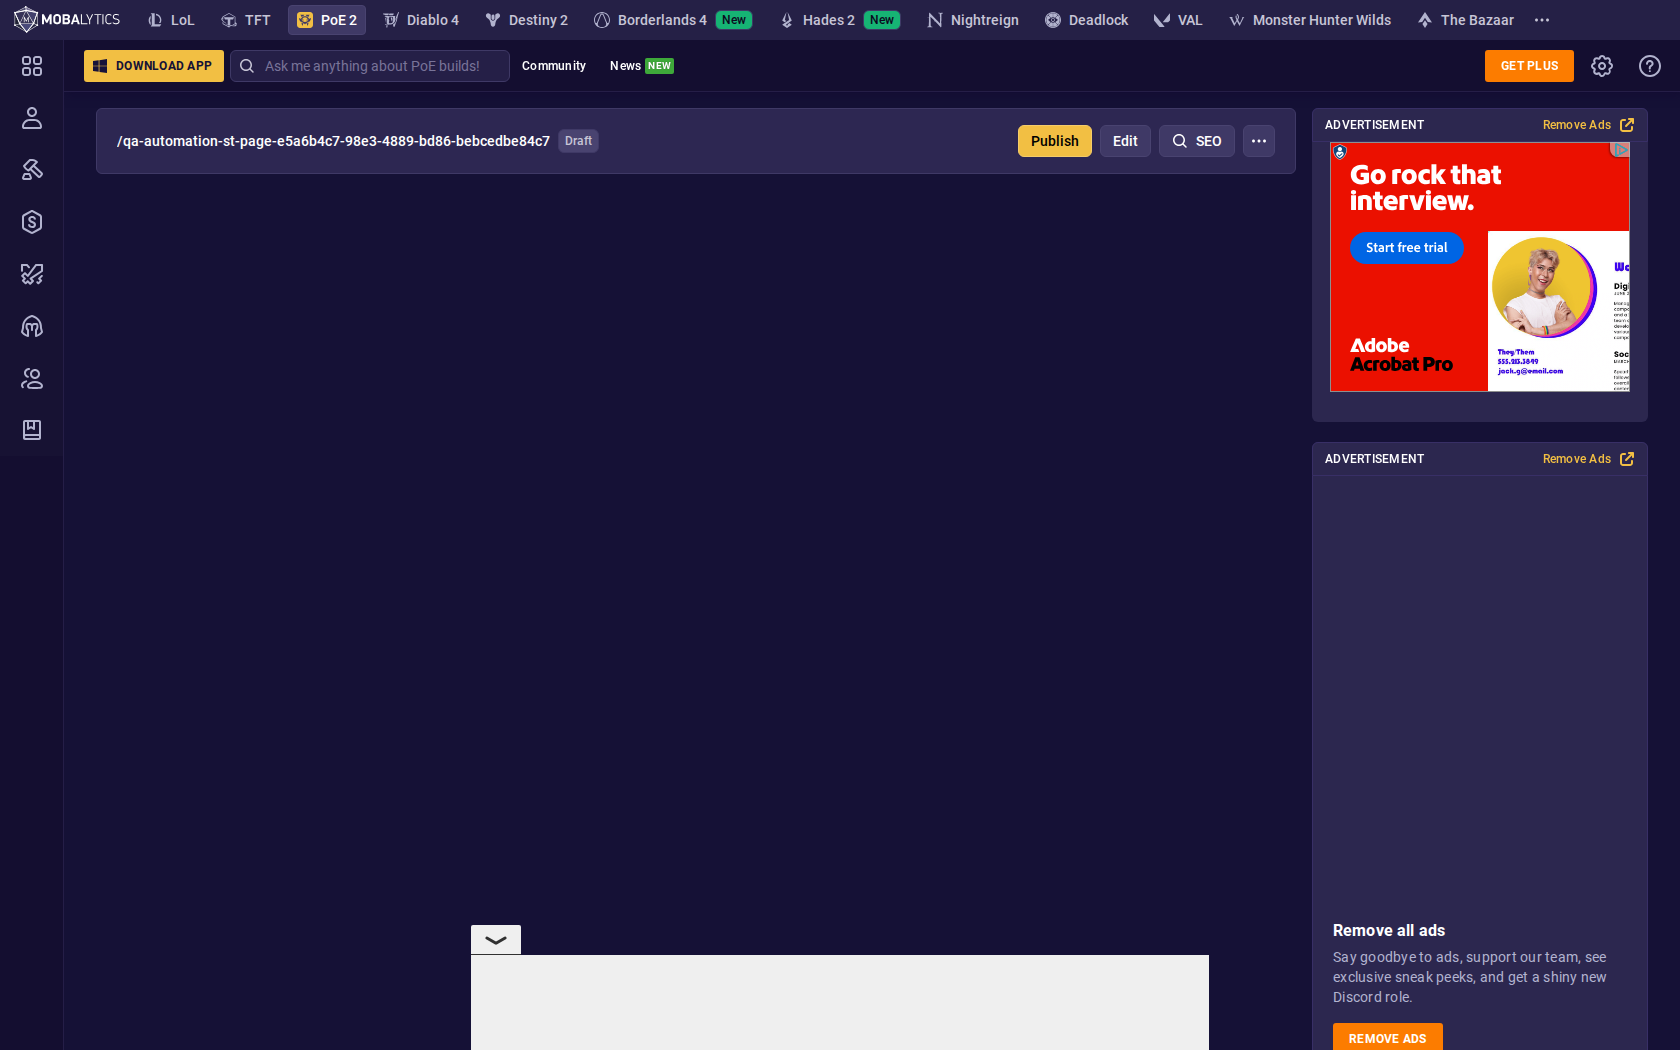 MOBALYTICS
LoL
TFT
PoE 2
Diablo 4
Destiny 2
Borderlands 4 New
Hades 2 New
Nightreign
Deadlock
VAL
Monster Hunter Wilds
The Bazaar
DOWNLOAD APP
Ask me anything about PoE builds!
Community
News NEW
GET PLUS
/qa-automation-st-page-e5a6b4c7-98e3-4889-bd86-bebcedbe84c7 Draft
Publish
Edit
SEO
ADVERTISEMENT
Remove Ads
Go rock that
interview.
Start free trial
Adobe
Acrobat Pro
They/Them
555.213.3849
jack.g@email.com
ADVERTISEMENT
Remove Ads
Remove all ads
Say goodbye to ads, support our team, see
exclusive sneak peeks, and get a shiny new
Discord role.
REMOVE ADS